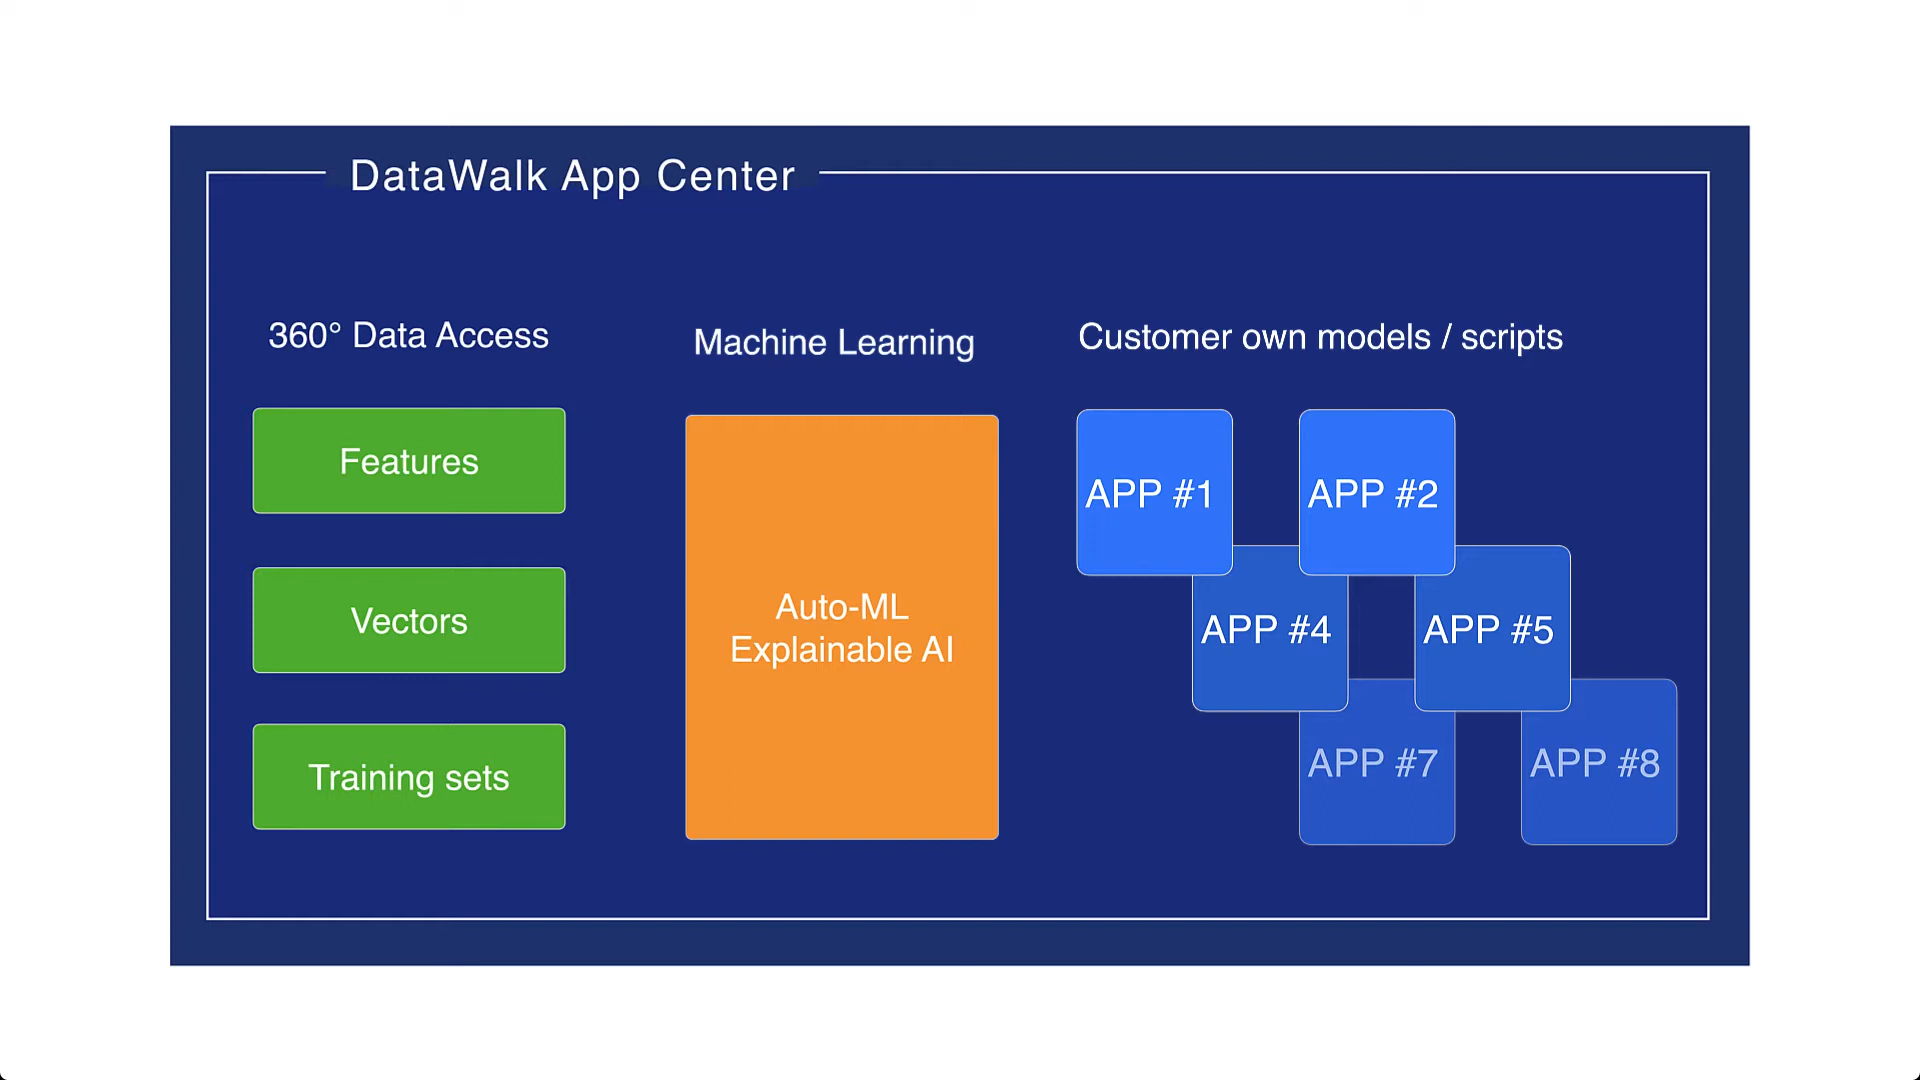 DataWalk App Center
360° Data Access
Features
Vectors
Training sets
Machine Learning
Auto-ML
Explainable AI
Customer own models / scripts
APP #1
APP #2
APP #4
APP #5
APP #7
APP #8